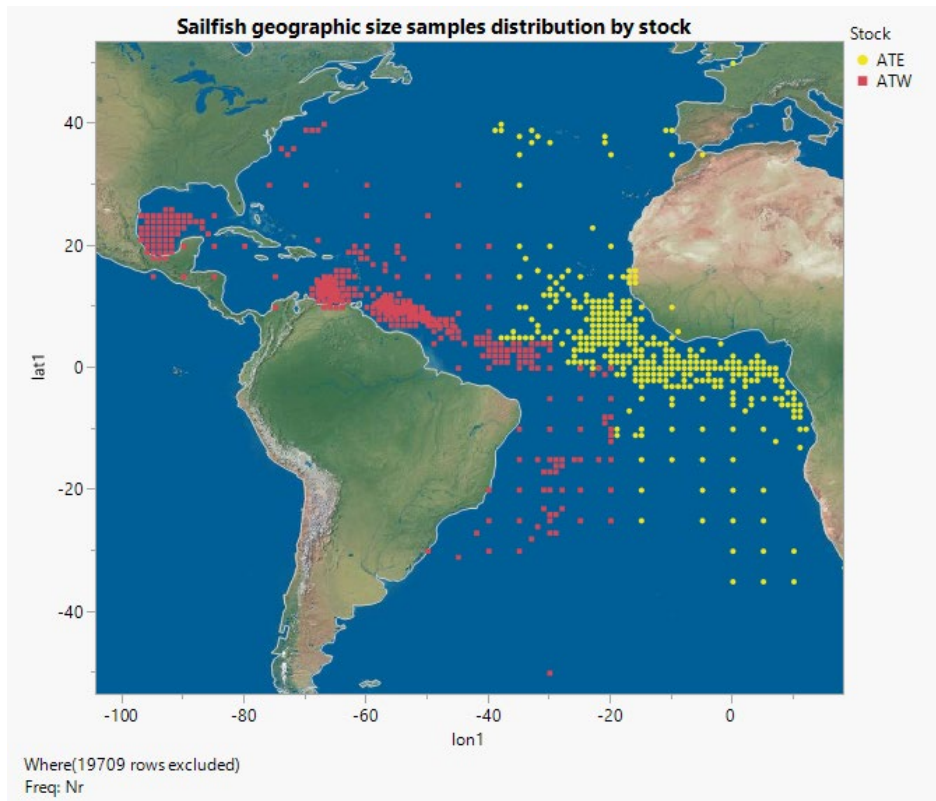 Sailfish geographic size samples distribution by stock
Stock
ATE
ATW
40
20
0
-20
-40
lat1
-100
-80
-60
-40
-20
0
lon1
Where(19709 rows excluded)
Freq: Nr